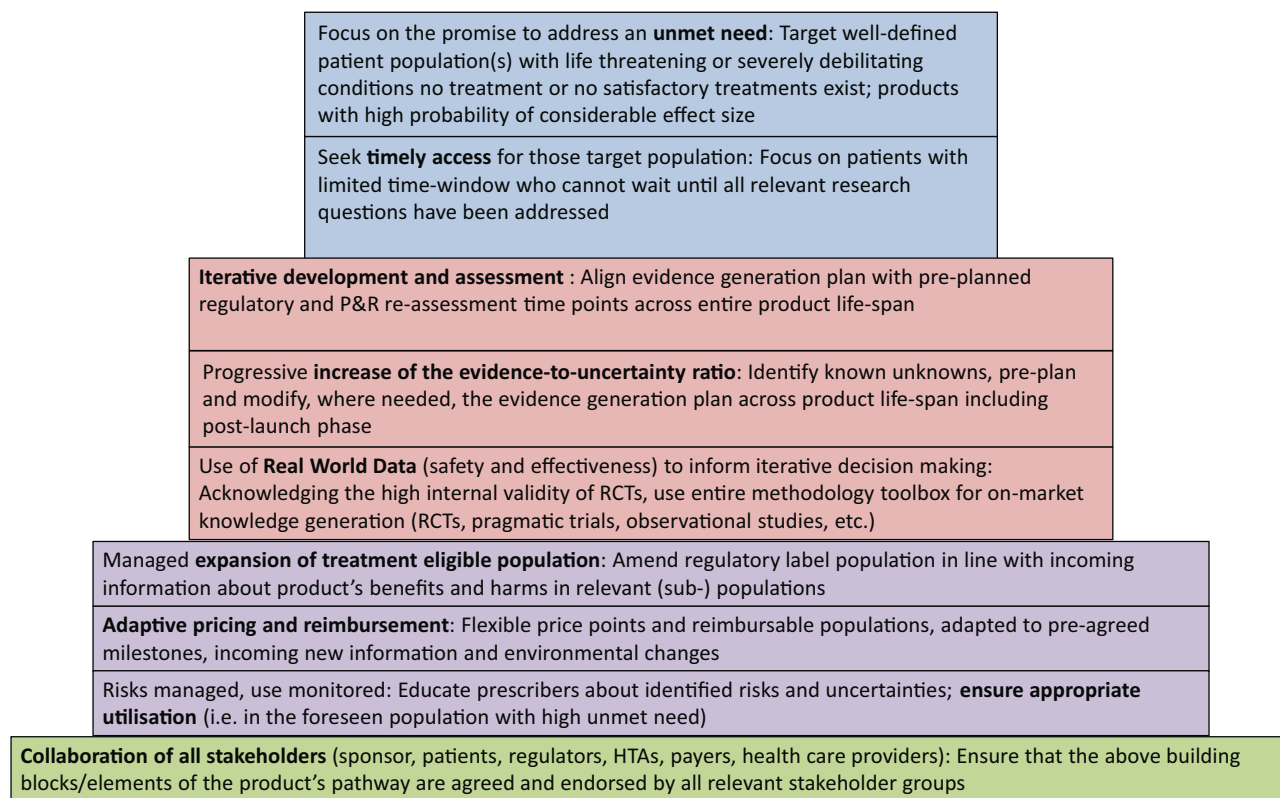 Focus on the promise to address an unmet need: Target well-defined
patient population(s) with life threatening or severely debilitating
conditions no treatment or no satisfactory treatments exist; products
with high probability of considerable effect size
Seek timely access for those target population: Focus on patients with
limited time-window who cannot wait until all relevant research
questions have been addressed
Iterative development and assessment : Align evidence generation plan with pre-planned
regulatory and P&R re-assessment time points across entire product life-span
Progressive increase of the evidence-to-uncertainty ratio: Identify known unknowns, pre-plan
and modify, where needed, the evidence generation plan across product life-span including
post-launch phase
Use of Real World Data (safety and effectiveness) to inform iterative decision making:
Acknowledging the high internal validity of RCTs, use entire methodology toolbox for on-market
knowledge generation (RCTs, pragmatic trials, observational studies, etc.)
Managed expansion of treatment eligible population: Amend regulatory label population in line with incoming
information about product’s benefits and harms in relevant (sub-) populations
Adaptive pricing and reimbursement: Flexible price points and reimbursable populations, adapted to pre-agreed
milestones, incoming new information and environmental changes
Risks managed, use monitored: Educate prescribers about identified risks and uncertainties; ensure appropriate
utilisation (i.e. in the foreseen population with high unmet need)
Collaboration of all stakeholders (sponsor, patients, regulators, HTAs, payers, health care providers): Ensure that the above building
blocks/elements of the product’s pathway are agreed and endorsed by all relevant stakeholder groups